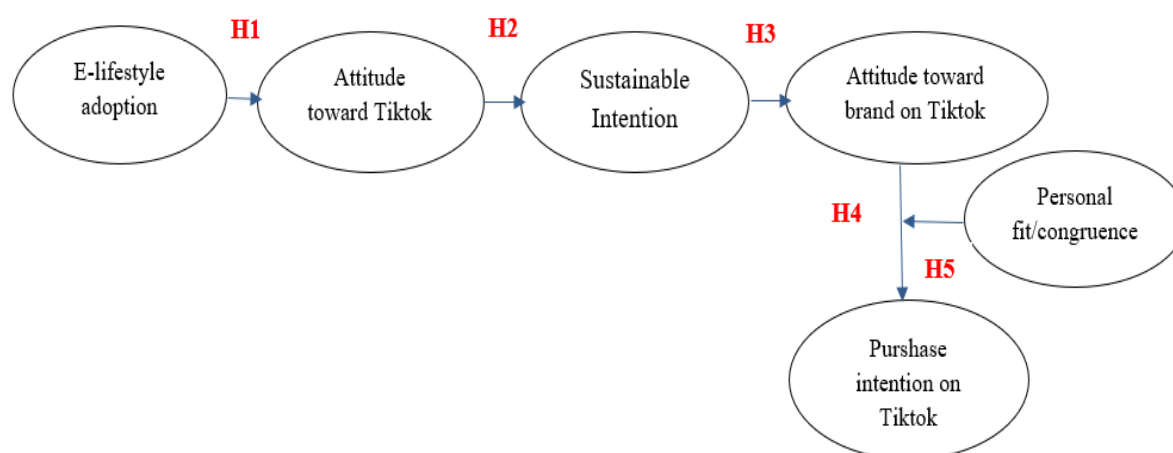 H1
H2
H3
E-lifestyle
adoption
Attitude
toward Tiktok
Sustainable
Intention
Attitude toward
brand on Tiktok
H4
Personal
fit/congruence
H5
Purshase
intention on
Tiktok